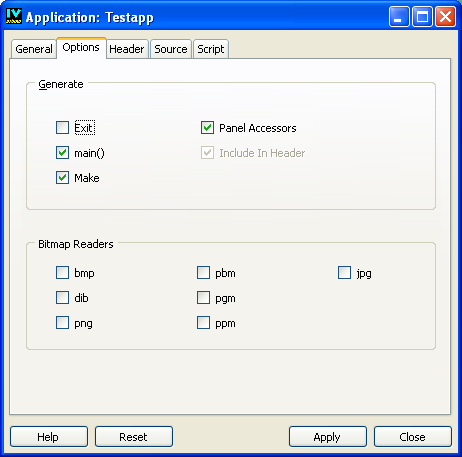 IV Application: Testapp
General Options Header Source Script
Generate
Exit Panel Accessors
main() Include In Header
Make
Bitmap Readers
bmp pbm jpg
dib pgm
png ppm
Help Reset Apply Close